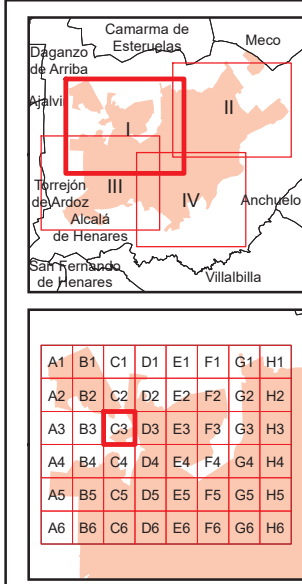 Camarma de
Esteruelas
Meco
Daganzo
de Arriba
Ajalvi
I
II
Torrejón
de Ardoz
III
IV
Anchuelo
Alcalá
de Henares
San Fernando
de Henares
Villalbilla
A1 B1 C1 D1 E1 F1 G1 H1
A2 B2 C2 D2 E2 F2 G2 H2
A3 B3 C3 D3 E3 F3 G3 H3
A4 B4 C4 D4 E4 F4 G4 H4
A5 B5 C5 D5 E5 F5 G5 H5
A6 B6 C6 D6 E6 F6 G6 H6